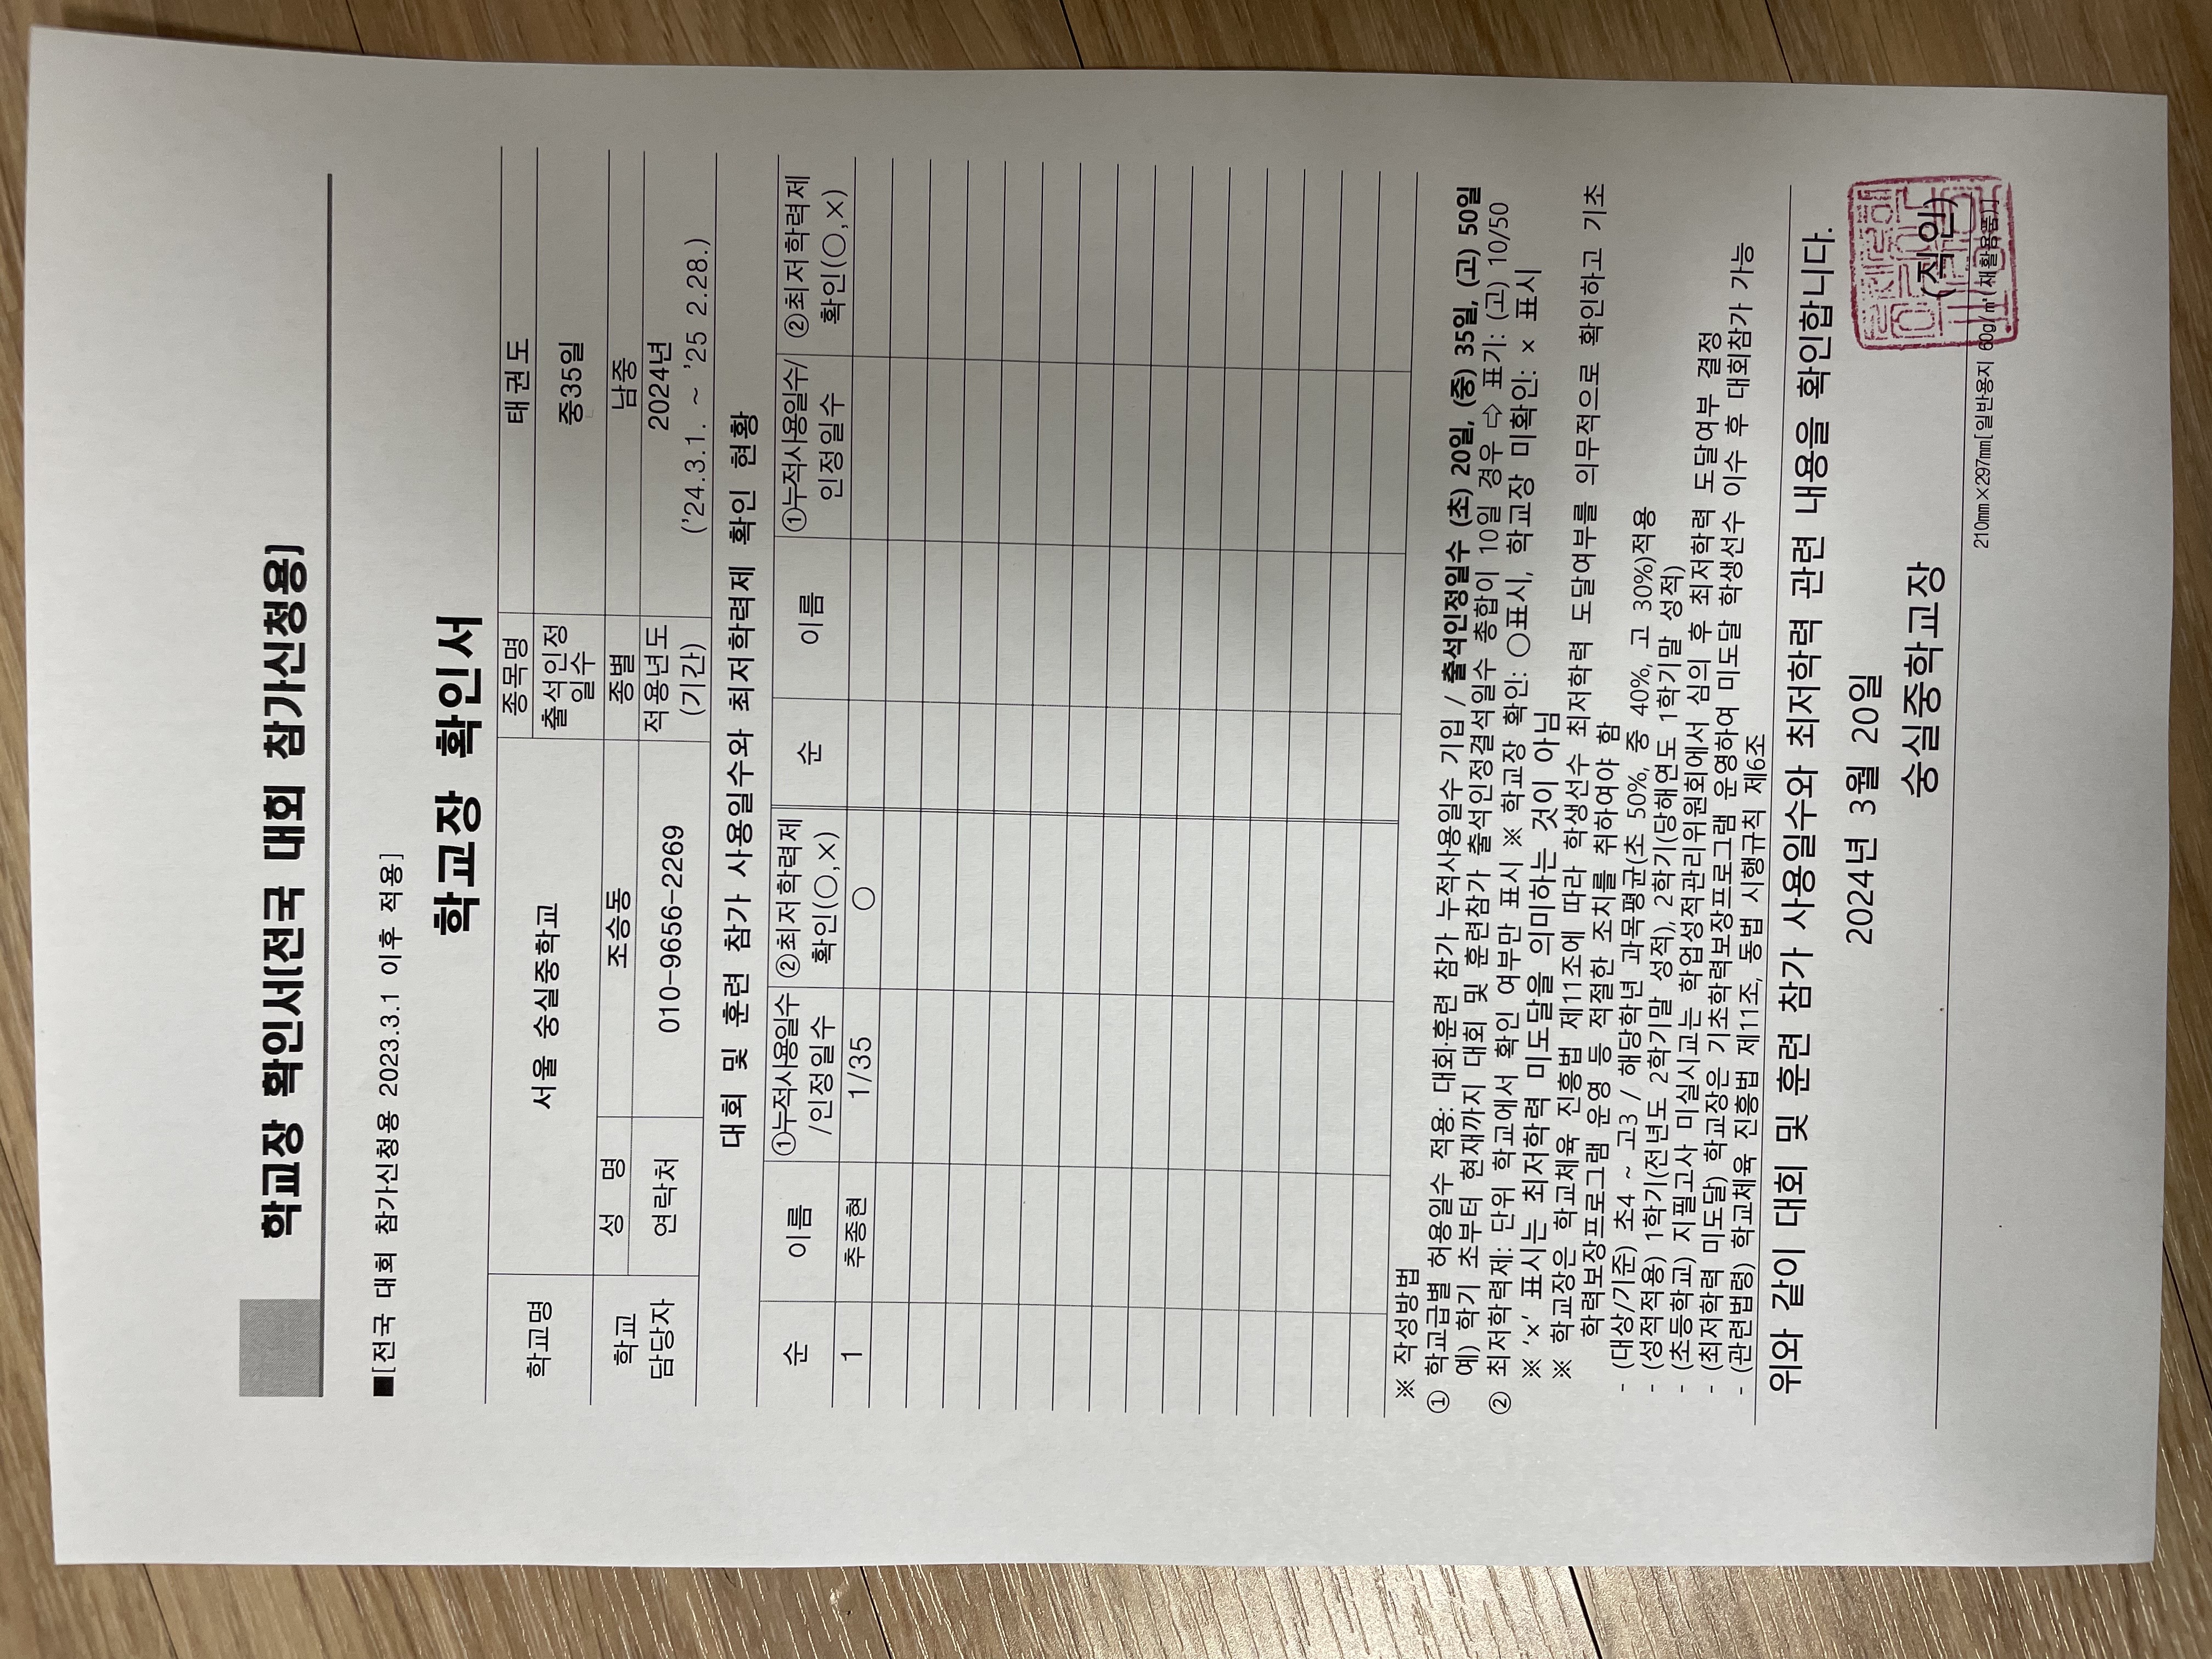 학교장 확인서[전국 대회 참가신청용]
■[전국 대회 참가신청용 2023.3.1 이후 적용]
학교장 확인서
학교명 서울 숭실중학교 종목명 태권도
출석인정일수 중35일
학교 담당자 성 명 조승동 종별 남중
연락처 010-9656-2269 적용년도(기간) 2024년
('24.3.1. ~ '25 2.28.)
대회 및 훈련 참가 사용일수와 최저학력제 확인 현황
순 이름 ①누적사용일수/인정일수 ②최저학력제 확인(○,×) 순 이름 ①누적사용일수/인정일수 ②최저학력제 확인(○,×)
1 추종현 1/35 ○
※ 작성방법
① 학교급별 허용일수 적용: 대회·훈련 참가 누적사용일수 기입 / 출석인정일수 (초) 20일, (중) 35일, (고) 50일
예) 학기 초부터 현재까지 대회 및 훈련참가 출석인정결석일수 총합이 10일 경우 ⇨ 표기: (고) 10/50
② 최저학력제: 단위 학교에서 확인 여부만 표시 ※ 학교장 확인: ○표시, 학교장 미확인: × 표시
※ '×' 표시는 최저학력 미도달을 의미하는 것이 아님
※ 학교장은 학교체육 진흥법 제11조에 따라 학생선수 최저학력 도달여부를 의무적으로 확인하고 기초
학력보장프로그램 운영 등 적절한 조치를 취하여야 함
- (대상/기준) 초4 ~ 고3 / 해당학년 과목평균(초 50%, 중 40%, 고 30%)적용
- (성적적용) 1학기(전년도 2학기말 성적), 2학기(당해연도 1학기말 성적)
- (초등학교) 지필고사 미실시교는 학업성적관리위원회에서 심의 후 최저학력 도달여부 결정
- (최저학력 미도달) 학교장은 기초학력보장프로그램 운영하여 미도달 학생선수 이수 후 대회참가 가능
- (관련법령) 학교체육 진흥법 제11조, 동법 시행규칙 제6조
위와 같이 대회 및 훈련 참가 사용일수와 최저학력 관련 내용을 확인합니다.
2024년 3월 20일
숭실중학교장 (직인)
210㎜×297㎜[일반용지 60g/㎡(재활용품)]